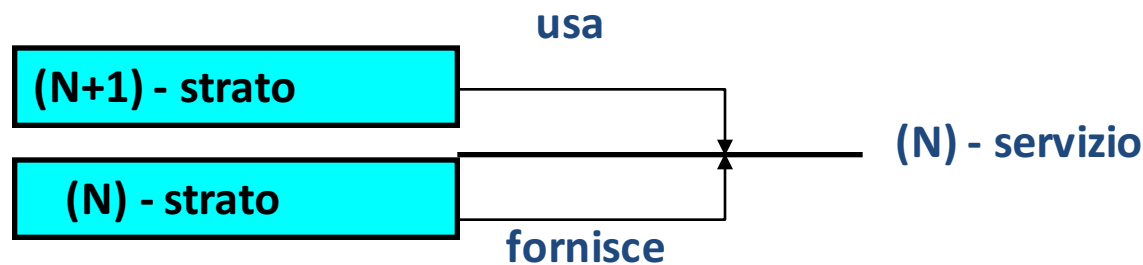 usa
(N+1) - strato
(N) - servizio
(N) - strato
fornisce